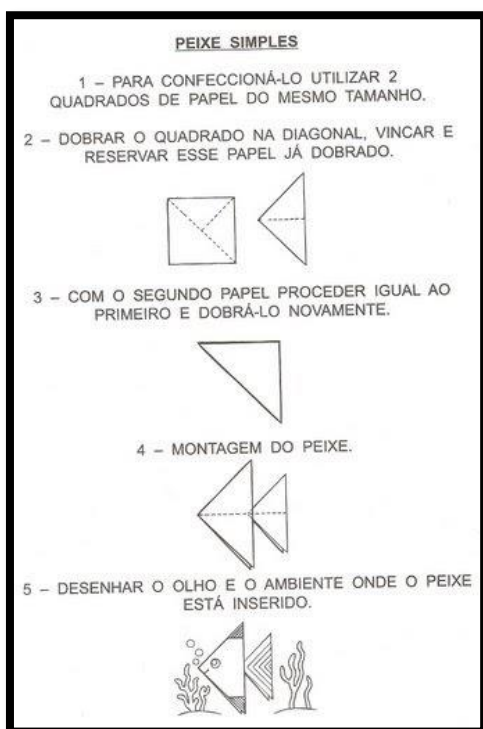 PEIXE SIMPLES
1 – PARA CONFECCIONÁ-LO UTILIZAR 2
QUADRADOS DE PAPEL DO MESMO TAMANHO.
2 – DOBRAR O QUADRADO NA DIAGONAL, VINCAR E
RESERVAR ESSE PAPEL JÁ DOBRADO.
3 – COM O SEGUNDO PAPEL PROCEDER IGUAL AO
PRIMEIRO E DOBRÁ-LO NOVAMENTE.
4 – MONTAGEM DO PEIXE.
5 – DESENHAR O OLHO E O AMBIENTE ONDE O PEIXE
ESTÁ INSERIDO.